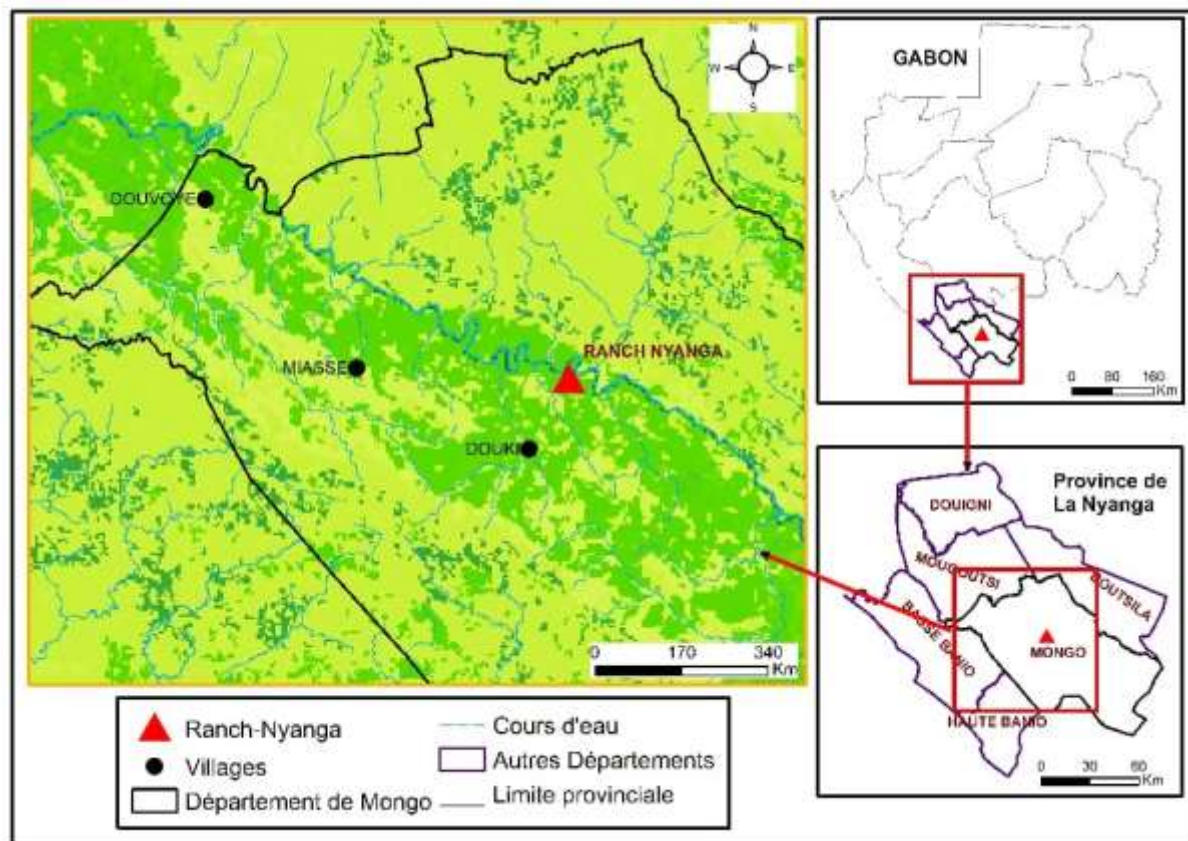 N
W
E
S
DOUVOYE
MIASSE
RANCH NYANGA
DOUKI
0 170 340
Km
GABON
0 80 160
Km
Province de
La Nyanga
DOUIGNI
MOUGOUTSI
DOUTSILA
BASSE BANIO
MONGO
HAUTE BANIO
0 30 60
Km
Ranch-Nyanga
Villages
Département de Mongo
Cours d'eau
Autres Départements
Limite provinciale